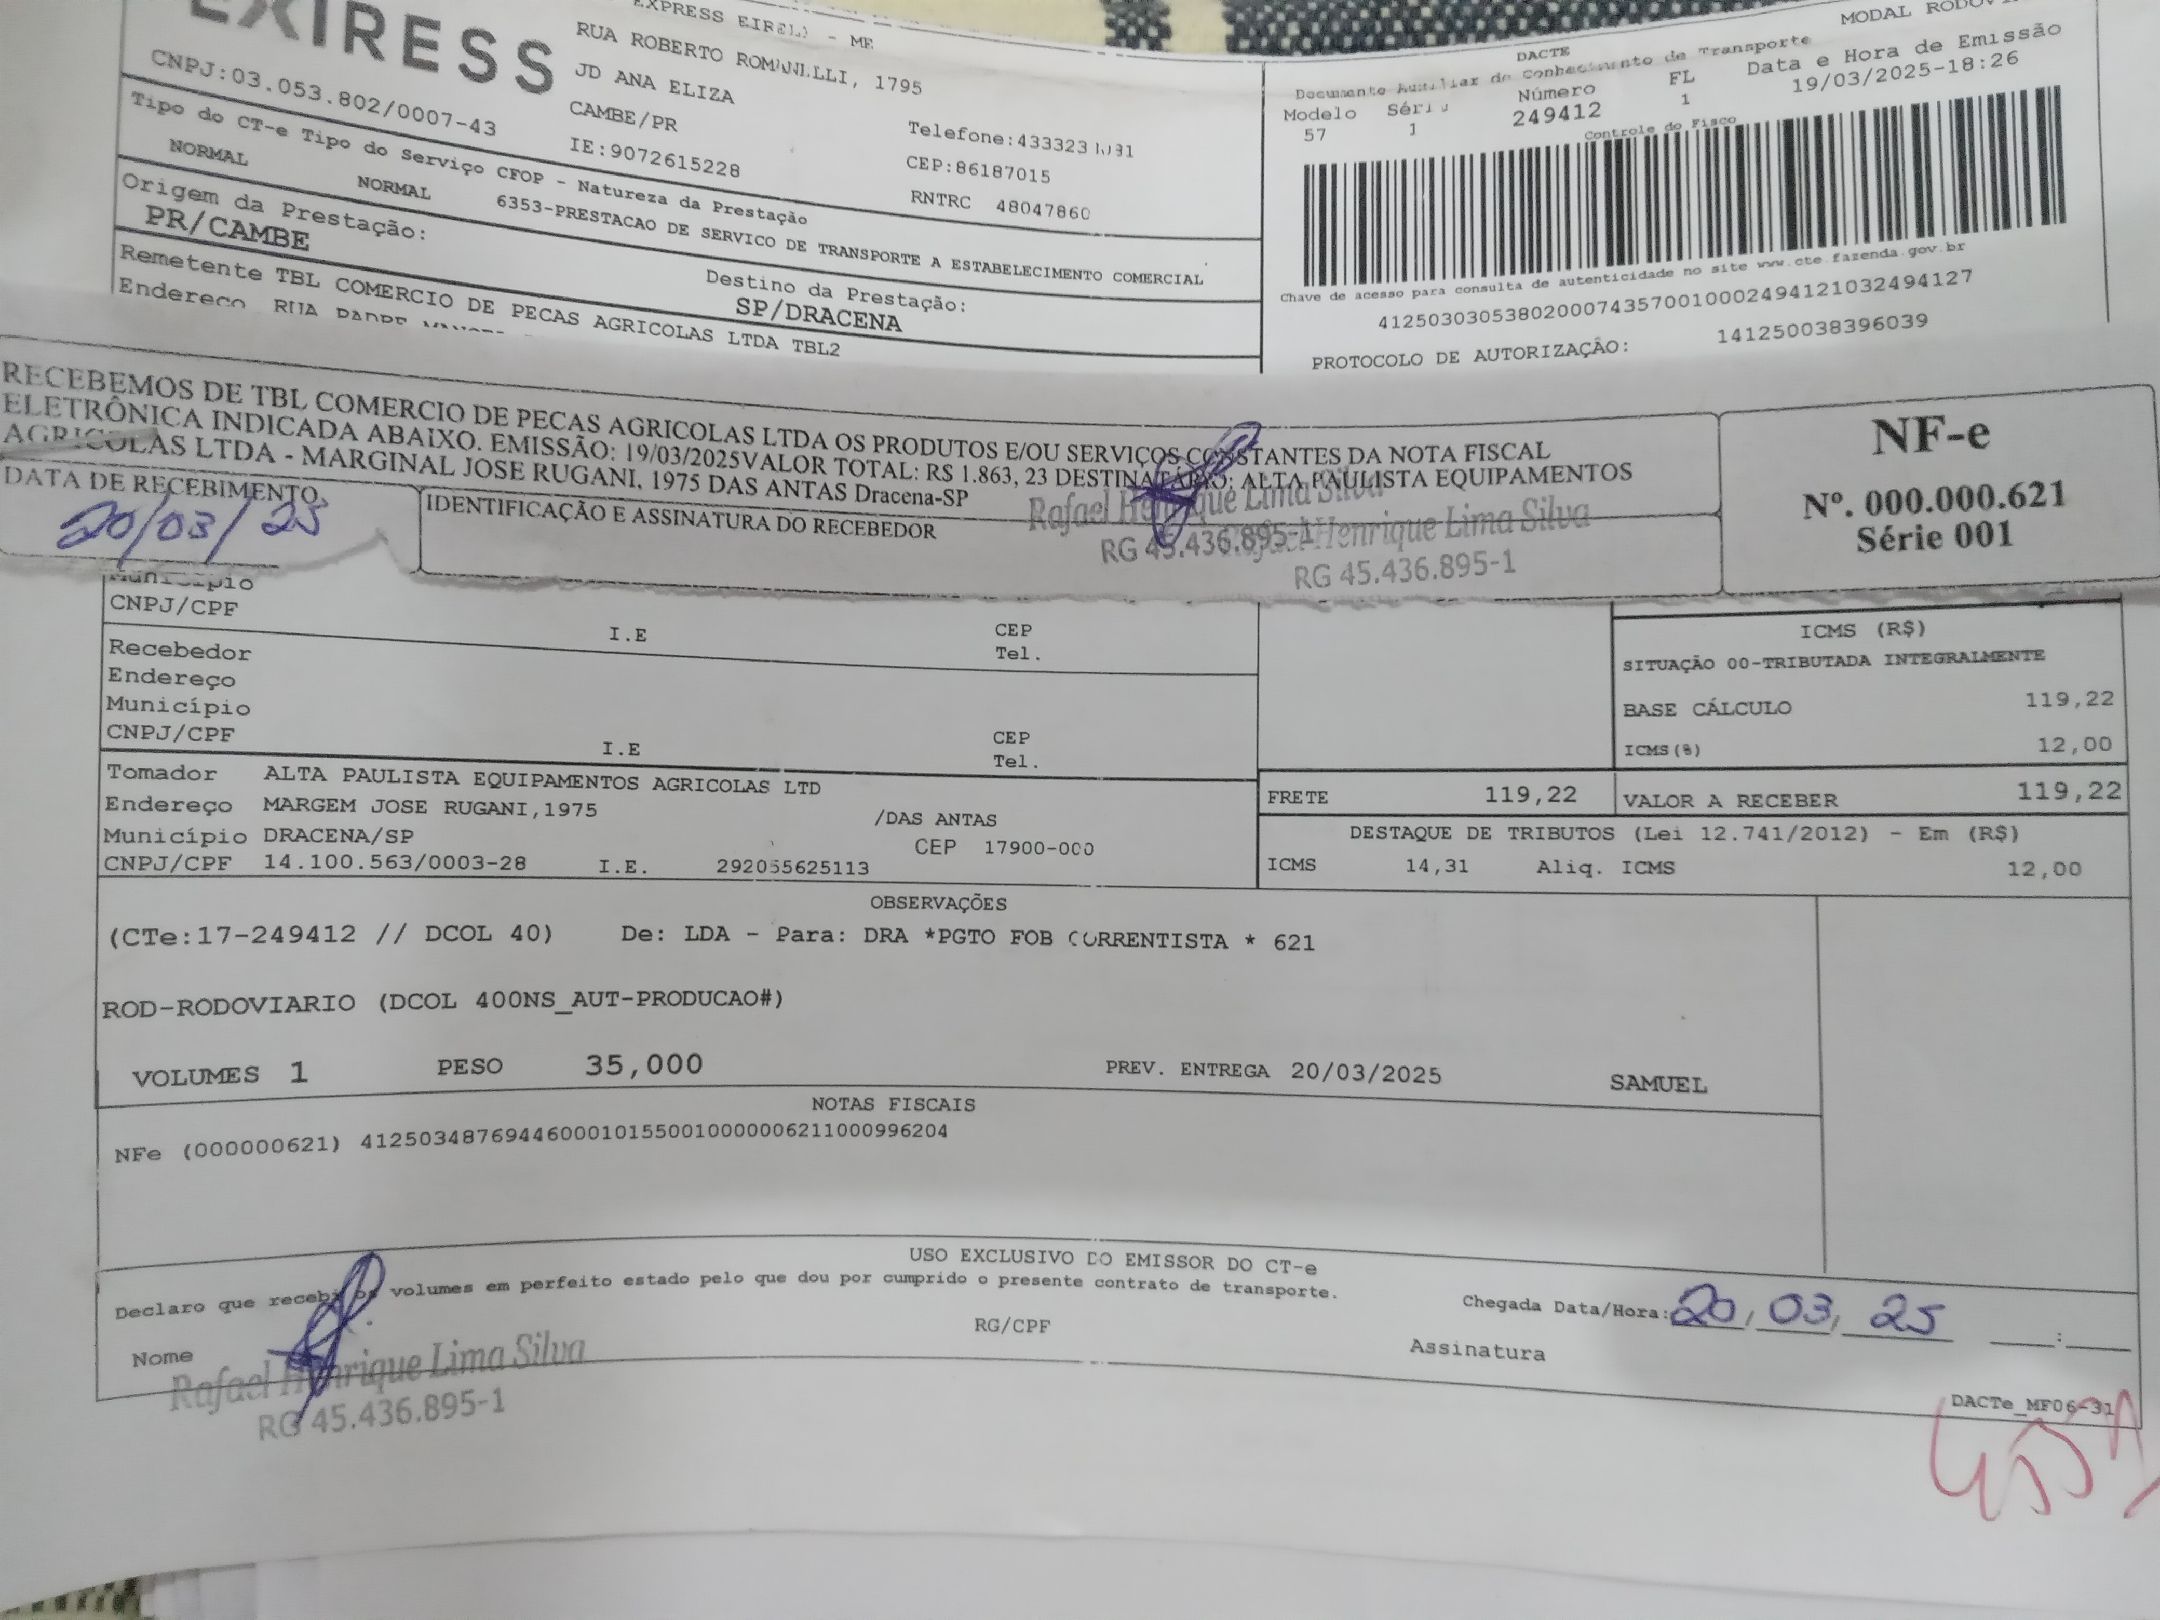 EXPRESS EIRELI - ME
RUA ROBERTO ROMANELLI, 1795
JD ANA ELIZA
CAMBE/PR
IE:9072615228
CEP:86187015
RNTRC 48047860
CNPJ:03.053.802/0007-43
Tipo do CT-e Tipo do Serviço CFOP - Natureza da Prestação
NORMAL NORMAL 6353-PRESTACAO DE SERVICO DE TRANSPORTE A ESTABELECIMENTO COMERCIAL
Origem da Prestação:
PR/CAMBE
Destino da Prestação:
SP/DRACENA
Remetente TBL COMERCIO DE PECAS AGRICOLAS LTDA TBL2
Endereço RUA PADRE
DACTE
Documento Auxiliar do Conhecimento de Transporte
Modelo Série Número FL Data e Hora de Emissão
57 1 249412 1 19/03/2025-18:26
Controle do Fisco
Chave de acesso para consulta de autenticidade no site www.cte.fazenda.gov.br
41250303053802000743570010002494121032494127
PROTOCOLO DE AUTORIZAÇÃO: 141250038396039
RECEBEMOS DE TBL COMERCIO DE PECAS AGRICOLAS LTDA OS PRODUTOS E/OU SERVIÇOS CONSTANTES DA NOTA FISCAL
ELETRÔNICA INDICADA ABAIXO. EMISSÃO: 19/03/2025VALOR TOTAL: R$ 1.863, 23 DESTINATÁRIO: ALTA PAULISTA EQUIPAMENTOS
AGRICOLAS LTDA - MARGINAL JOSE RUGANI, 1975 DAS ANTAS Dracena-SP
NF-e
Nº. 000.000.621
Série 001
DATA DE RECEBIMENTO
20/03/25
IDENTIFICAÇÃO E ASSINATURA DO RECEBEDOR
Rafael Henrique Lima Silva
RG 45.436.895-1
Henrique Lima Silva
RG 45.436.895-1
Município
CNPJ/CPF I.E CEP
Tel.
Recebedor
Endereço
Município
CNPJ/CPF I.E CEP
Tel.
ICMS (R$)
SITUAÇÃO 00-TRIBUTADA INTEGRALMENTE
BASE CÁLCULO 119,22
ICMS(%) 12,00
Tomador ALTA PAULISTA EQUIPAMENTOS AGRICOLAS LTD
Endereço MARGEM JOSE RUGANI,1975 /DAS ANTAS
Município DRACENA/SP CEP 17900-000
CNPJ/CPF 14.100.563/0003-28 I.E. 292055625113
FRETE 119,22 VALOR A RECEBER 119,22
DESTAQUE DE TRIBUTOS (Lei 12.741/2012) - Em (R$)
ICMS 14,31 Aliq. ICMS 12,00
OBSERVAÇÕES
(CTe:17-249412 // DCOL 40) De: LDA - Para: DRA *PGTO FOB CORRENTISTA * 621
ROD-RODOVIARIO (DCOL 400NS_AUT-PRODUCAO#)
VOLUMES 1 PESO 35,000 PREV. ENTREGA 20/03/2025 SAMUEL
NOTAS FISCAIS
NFe (000000621) 41250348769446000101550010000006211000996204
USO EXCLUSIVO DO EMISSOR DO CT-e
Declaro que recebi os volumes em perfeito estado pelo que dou por cumprido o presente contrato de transporte.
Chegada Data/Hora: 20, 03, 25 :
Nome RG/CPF Assinatura
Rafael Henrique Lima Silva
RG 45.436.895-1
DACTe_MF06-31